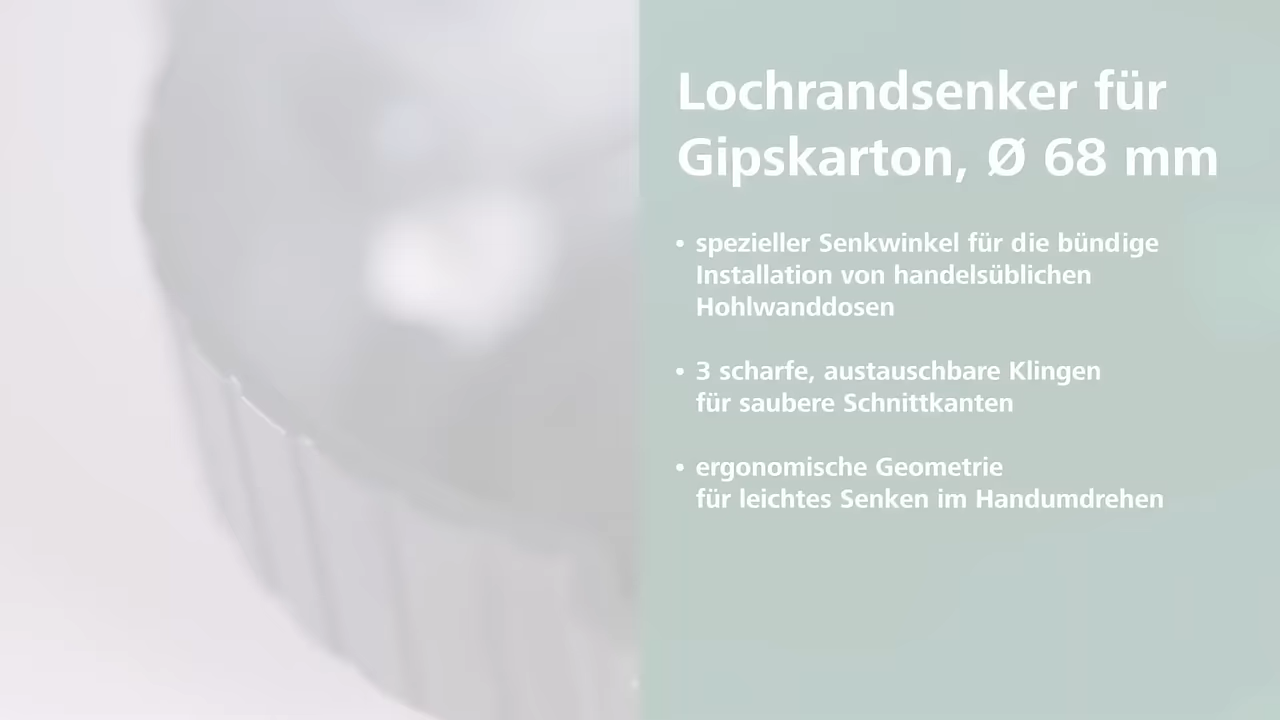 Lochrandsenker für
Gipskarton, Ø 68 mm
• spezieller Senkwinkel für die bündige
Installation von handelsüblichen
Hohlwanddosen
• 3 scharfe, austauschbare Klingen
für saubere Schnittkanten
• ergonomische Geometrie
für leichtes Senken im Handumdrehen